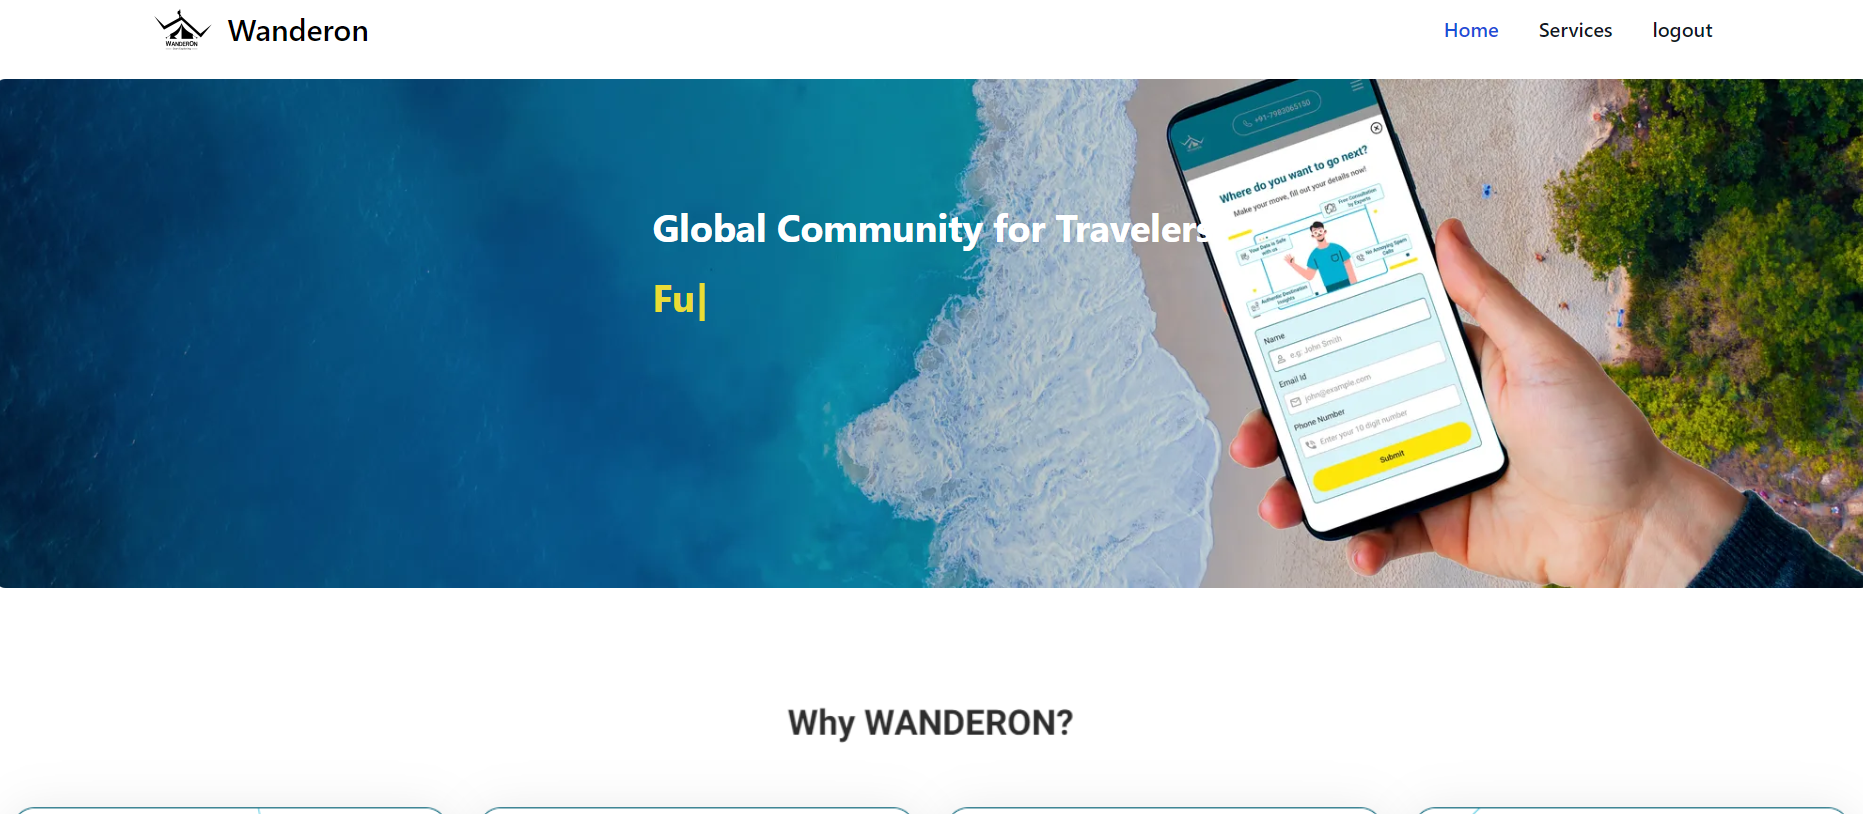 WANDERON
Wanderon
Home
Services
logout
+91-7983065150
Where do you want to go next?
Make your move, fill out your details now!
Free Consultation
by Experts
Your Data is Safe
with us
No Annoying Spam
Calls
Authentic Destination
Insights
Global Community for Travelers
Fu|
Name
e.g. John Smith
Email Id
john@example.com
Phone Number
Enter your 10 digit number
Submit
Why WANDERON?